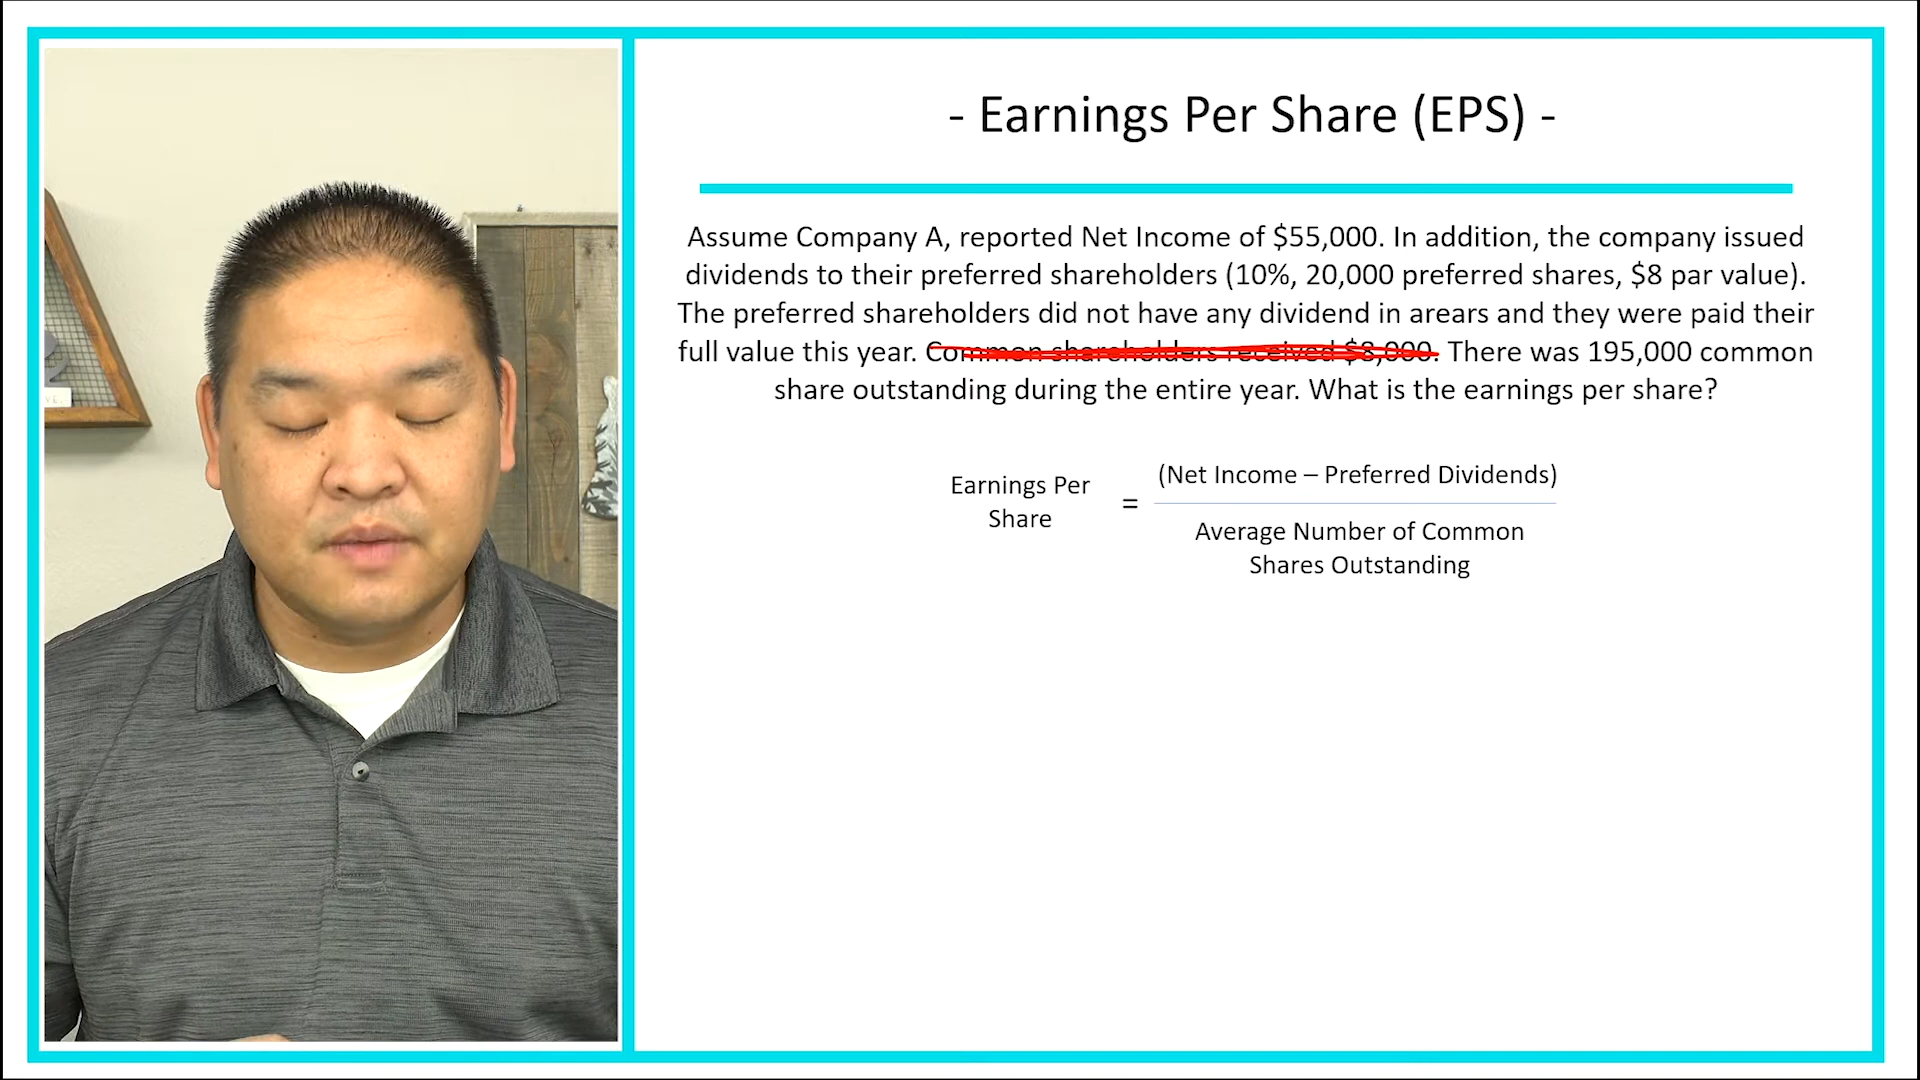 - Earnings Per Share (EPS) -
Assume Company A, reported Net Income of $55,000. In addition, the company issued
dividends to their preferred shareholders (10%, 20,000 preferred shares, $8 par value).
The preferred shareholders did not have any dividend in arears and they were paid their
full value this year. Common shareholders received $8,000. There was 195,000 common
share outstanding during the entire year. What is the earnings per share?
Earnings Per
Share
=
(Net Income – Preferred Dividends)
Average Number of Common
Shares Outstanding